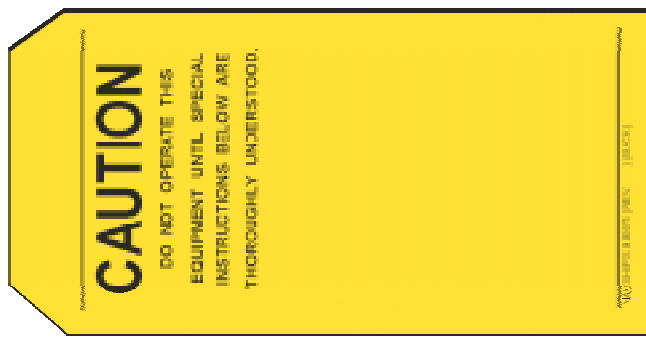 CAUTION
DO NOT OPERATE THIS
EQUIPMENT UNTIL SPECIAL
INSTRUCTIONS BELOW ARE
THOROUGHLY UNDERSTOOD.